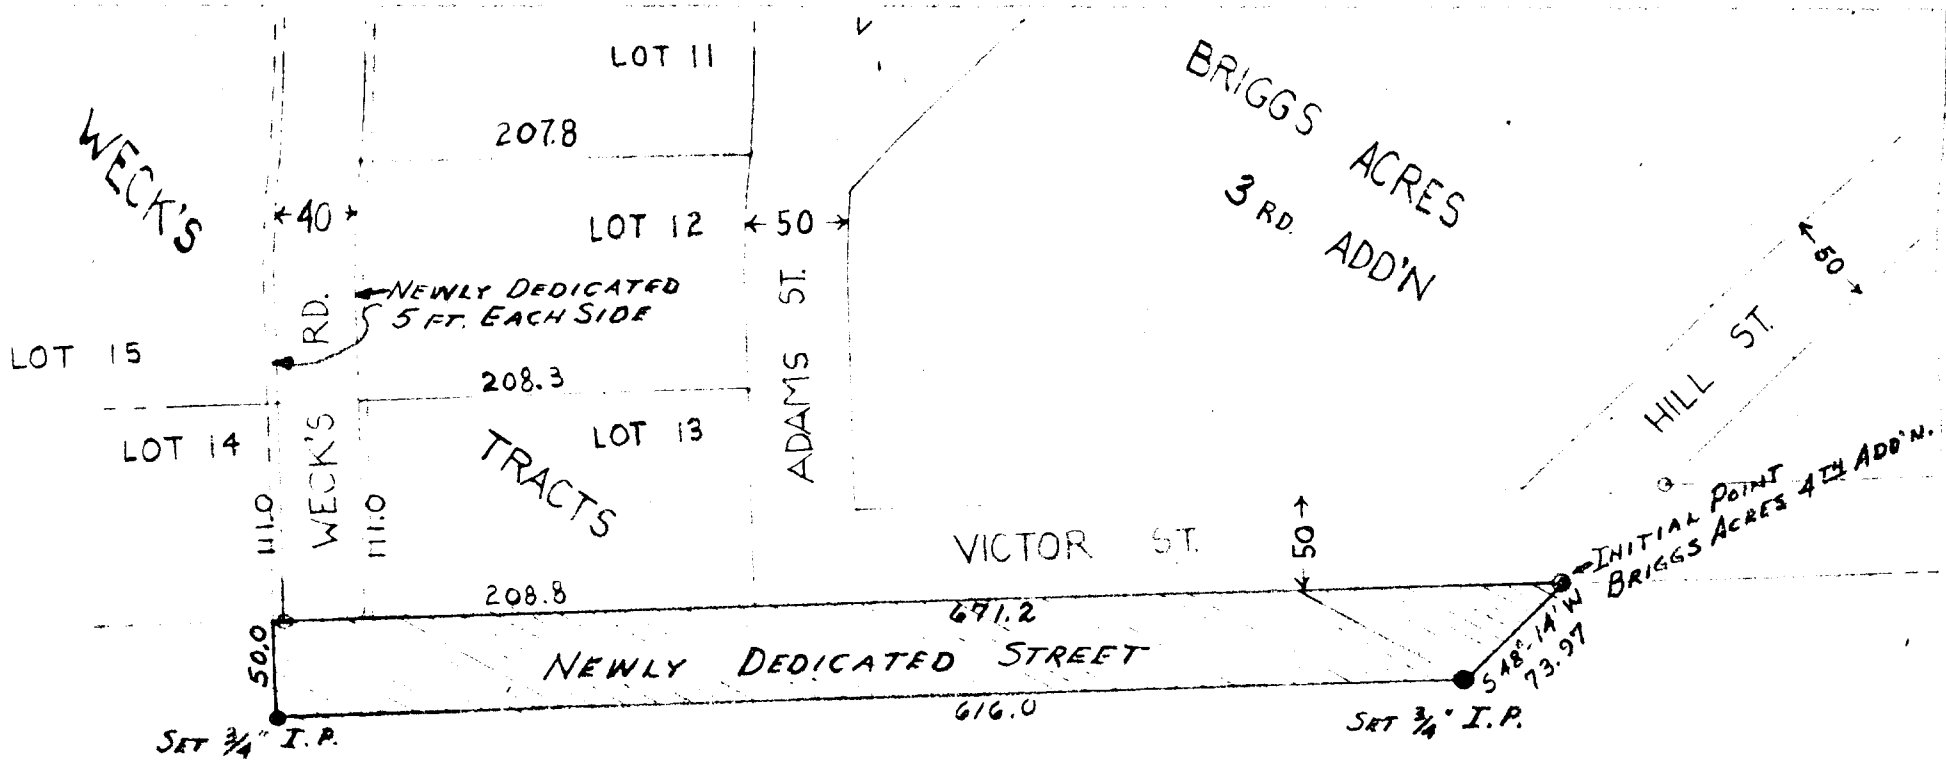 LOT 11
BRIGGS ACRES
3 RD. ADD'N
WECK'S
207.8
40
LOT 12
50
50
NEWLY DEDICATED
5 FT. EACH SIDE
LOT 15
WECK'S RD.
208.3
ADAMS ST.
HILL ST.
LOT 14
TRACTS
LOT 13
111.0
111.0
VICTOR ST.
50
INITIAL POINT
BRIGGS ACRES 4TH ADD'N.
208.8
671.2
50.0
NEWLY DEDICATED STREET
S 48°-14' W
73.97
616.0
SET 3/4" I.P.
SET 3/4" I.P.